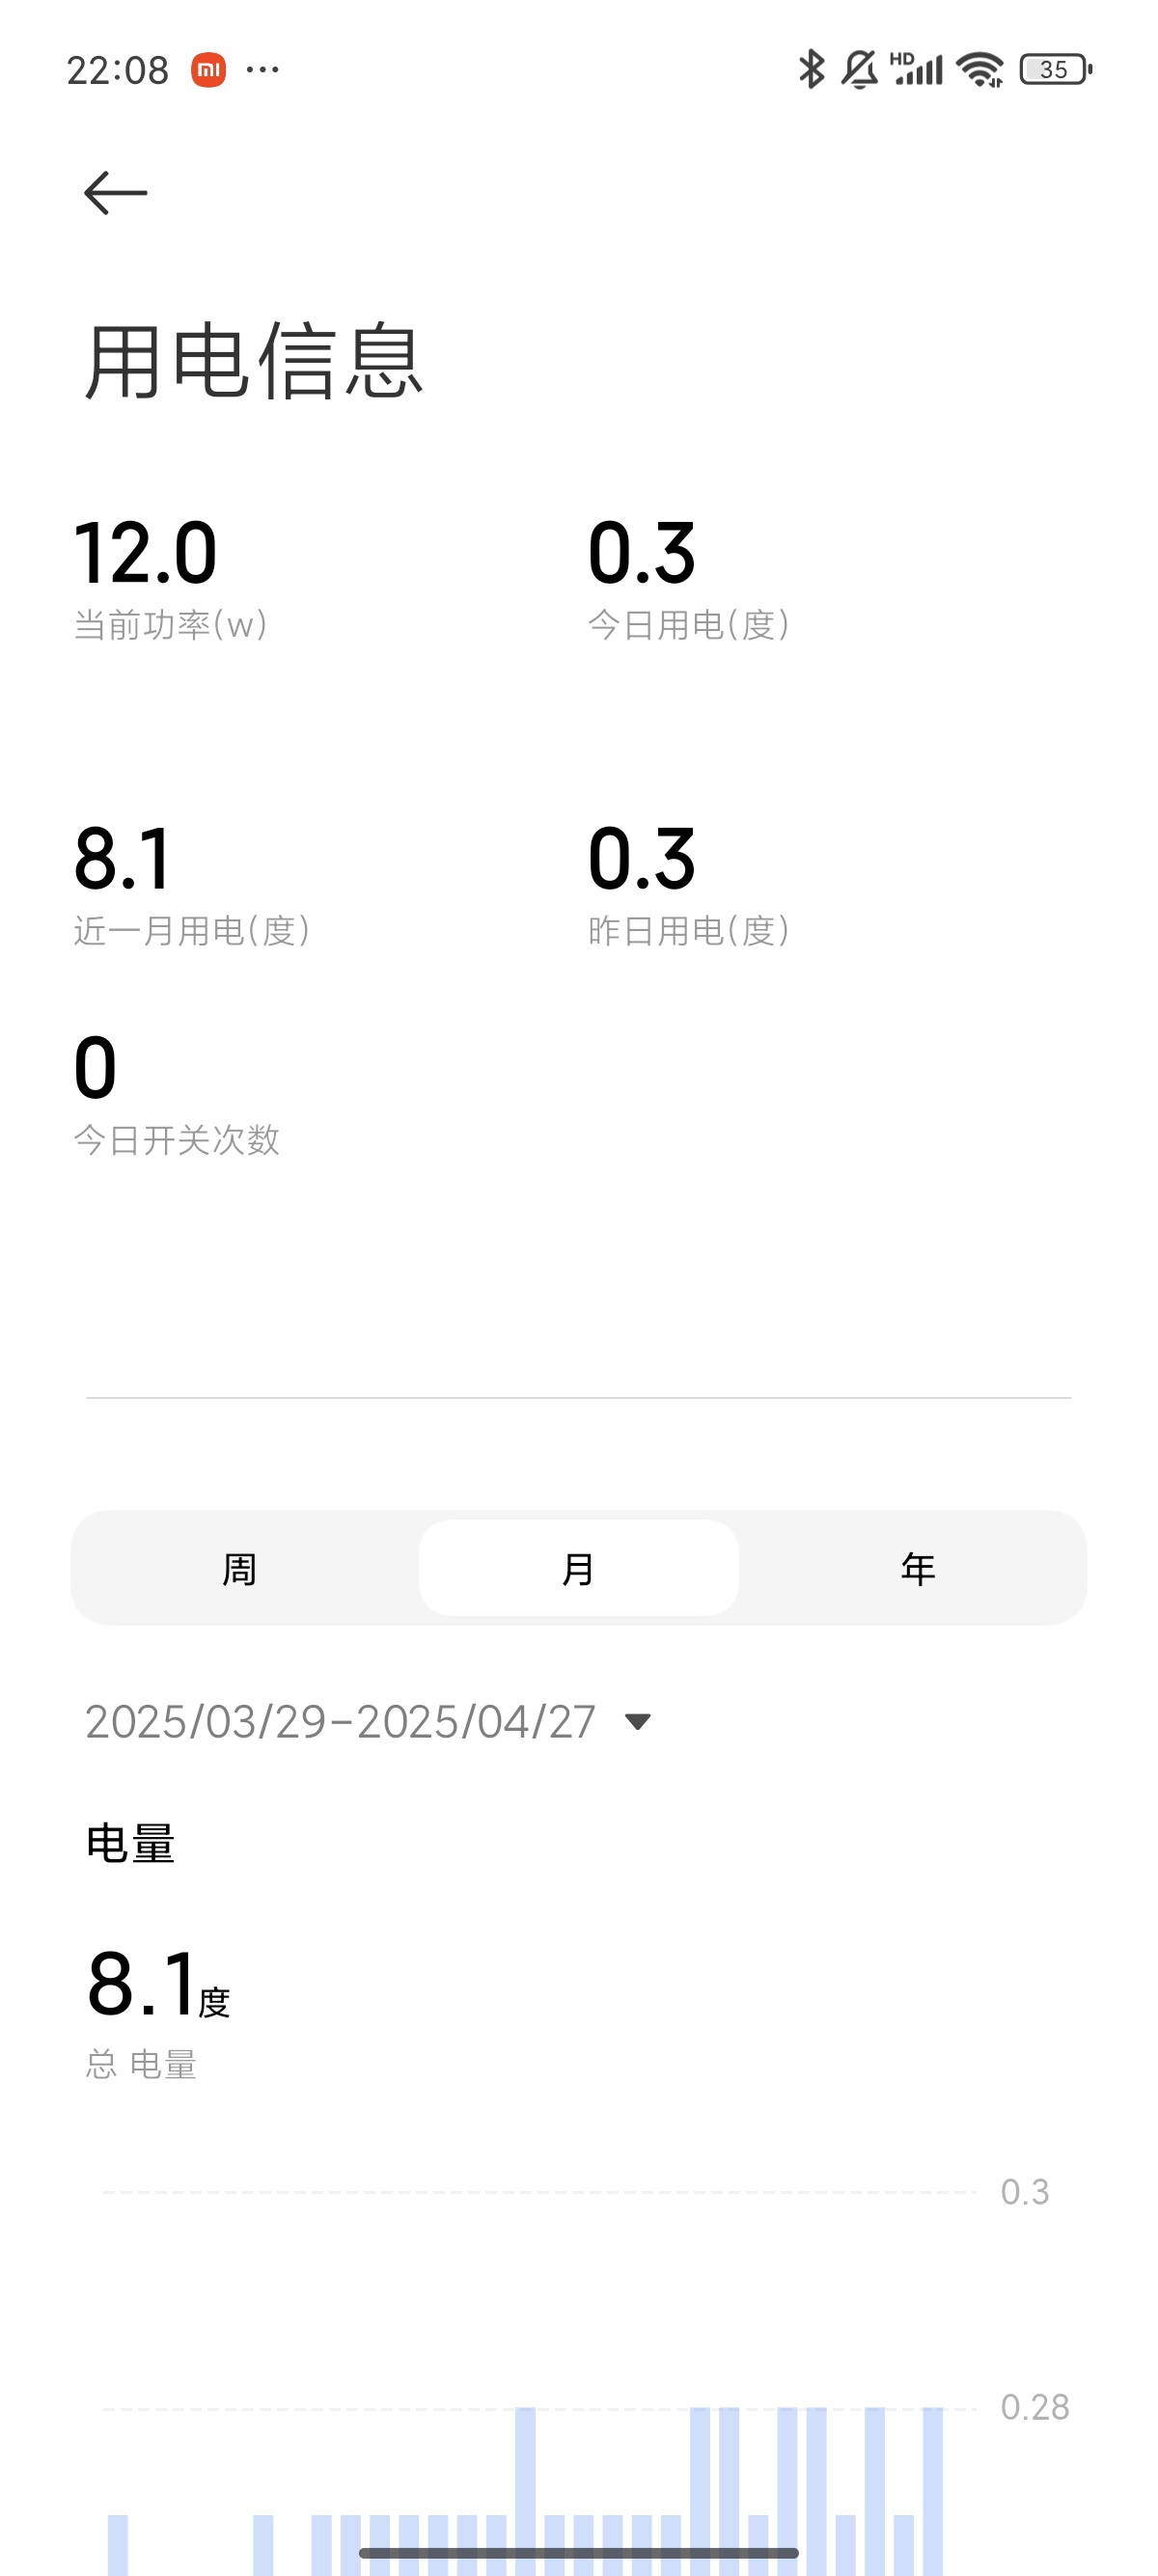 22:08 ··· HD 35
用电信息
12.0 0.3
当前功率(w) 今日用电(度)
8.1 0.3
近一月用电(度) 昨日用电(度)
0
今日开关次数
周 月 年
2025/03/29-2025/04/27
电量
8.1度
总 电量
0.3
0.28